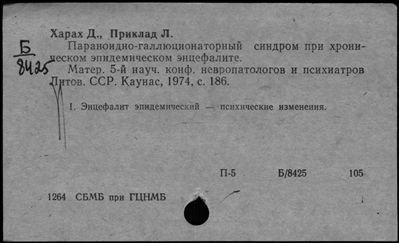 Харах Д., Приклад Л.
Б
8425
Параноидно-галлюционаторный синдром при хрони-
ческом эпидемическом энцефалите.
Матер. 5-й науч. конф. невропатологов и психиатров
Литов. ССР. Каунас, 1974, с. 186.
1. Энцефалит эпидемический — психические изменения.
П-5 Б/8425 105
1264 СБМБ при ГЦНМБ